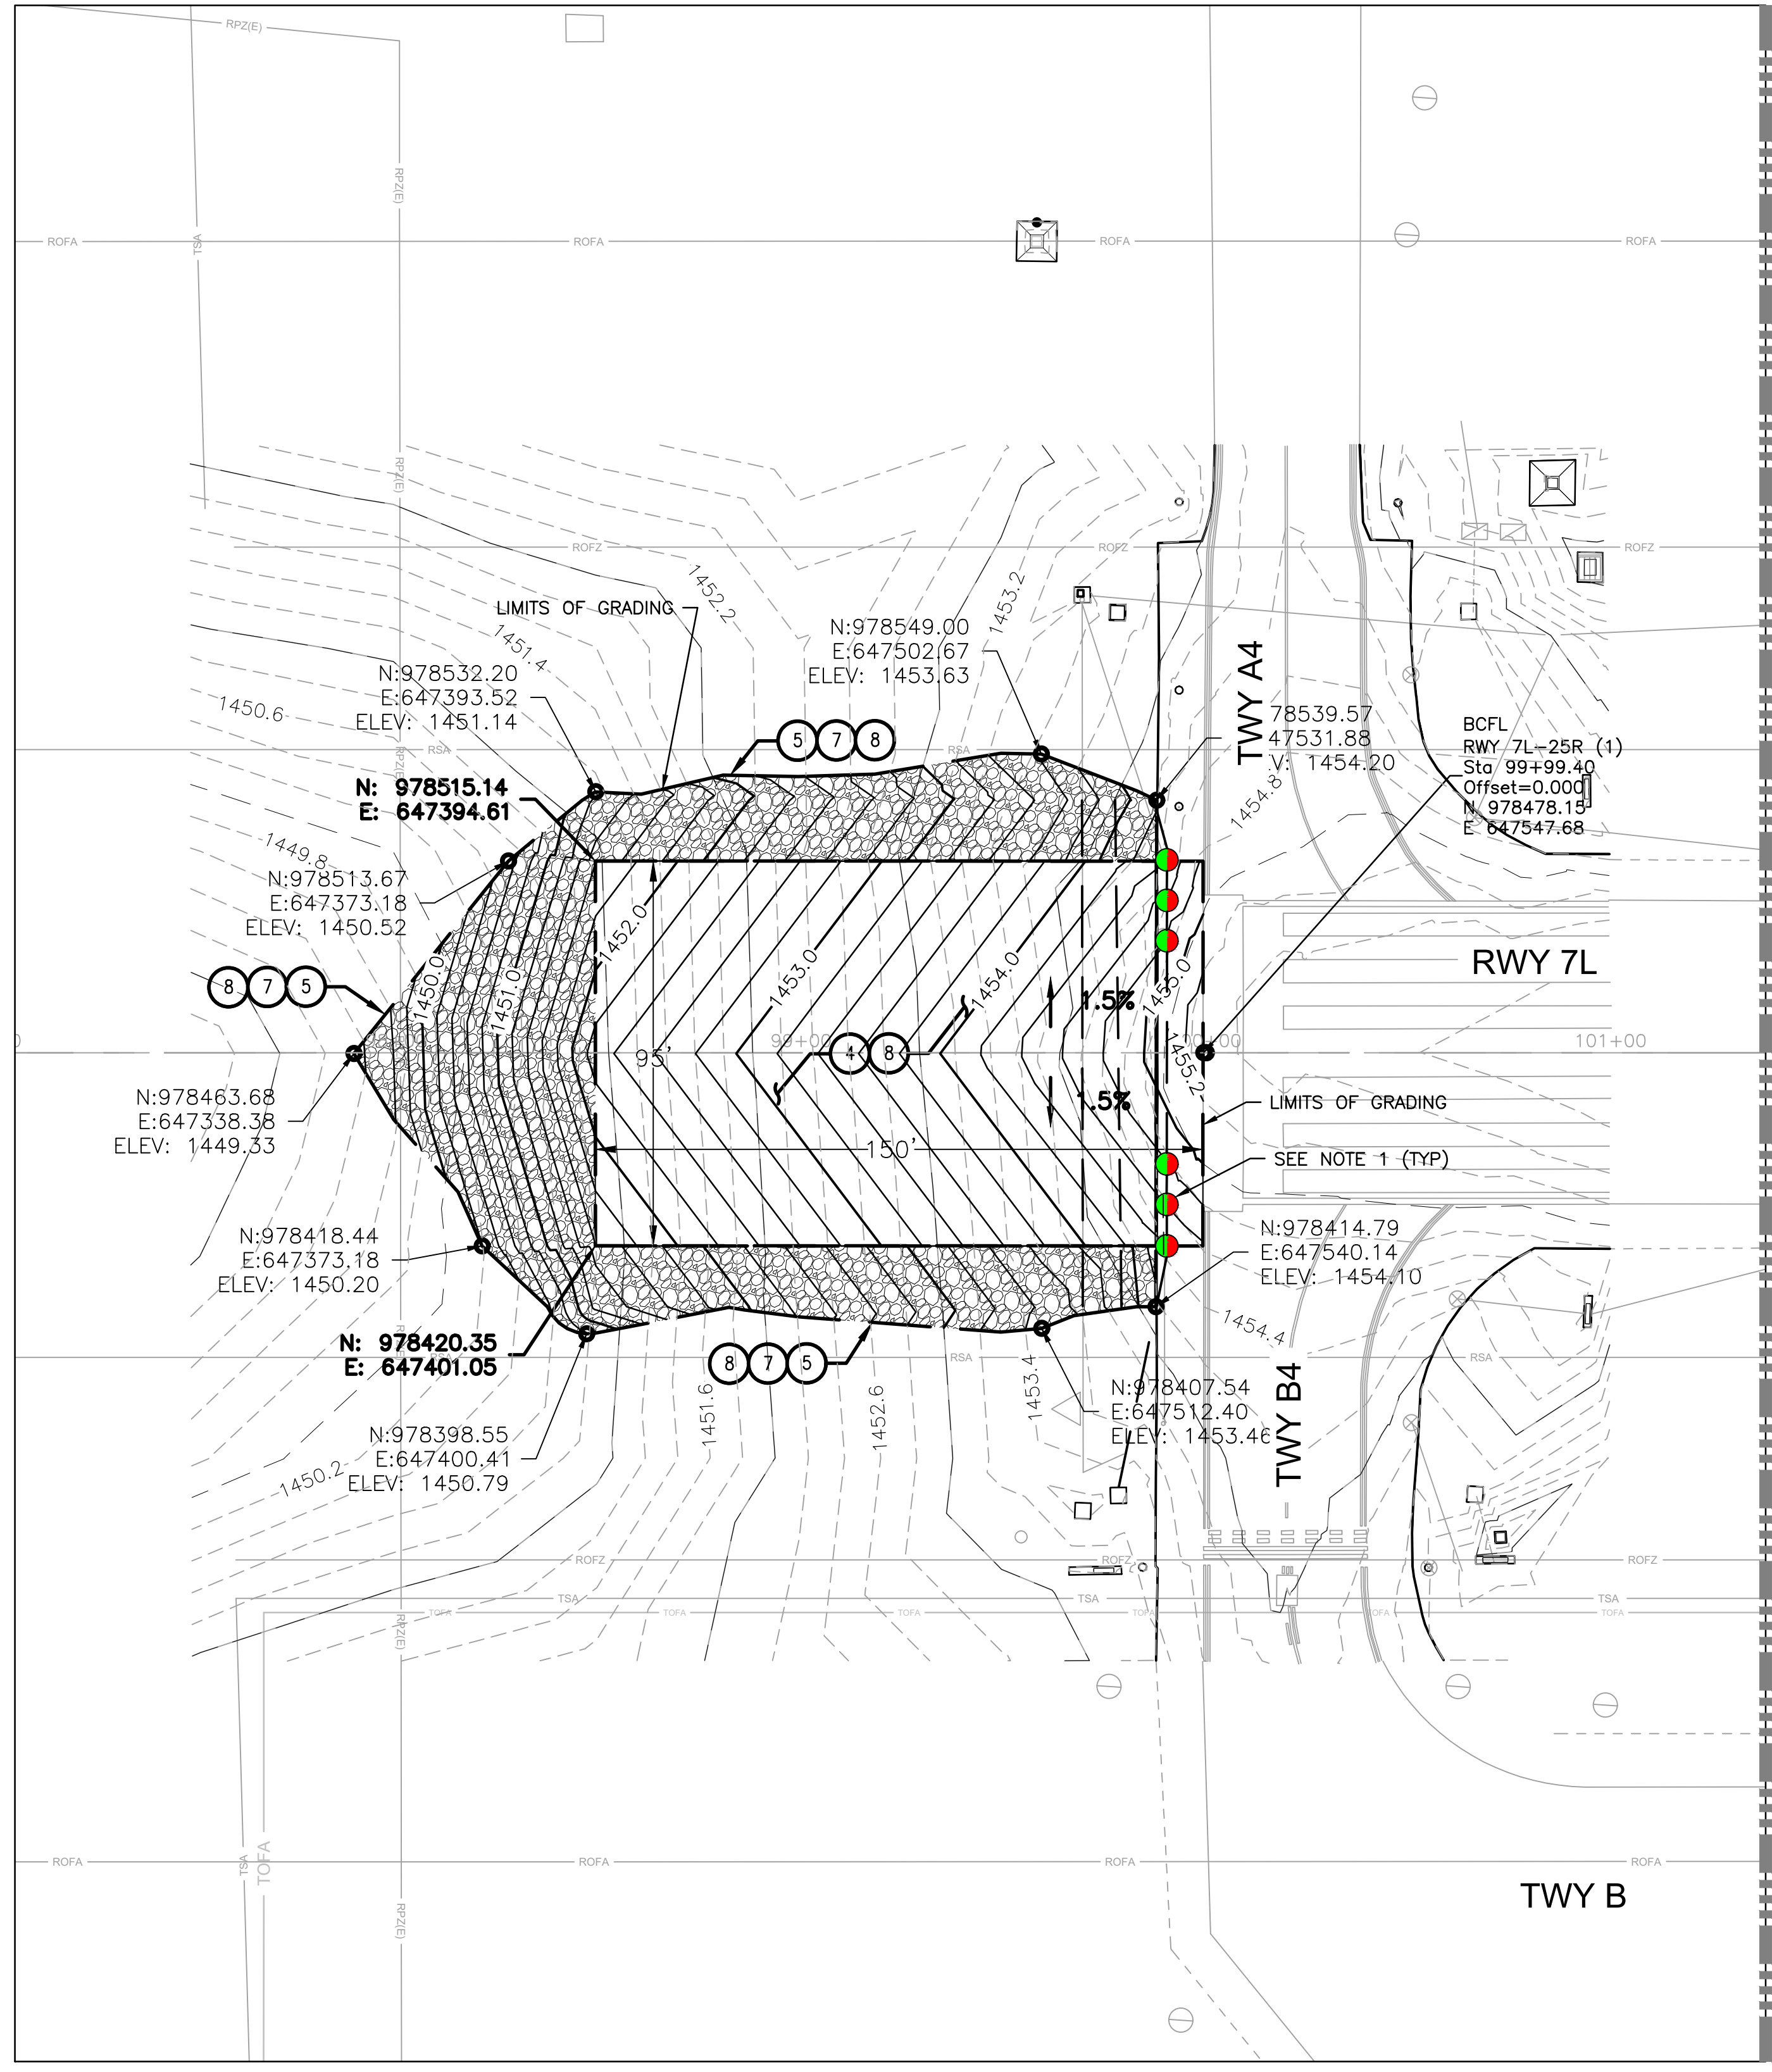 RPZ(E)
RPZ(E)
ROFA
TSA
ROFA
ROFA
ROFA
RPZ(E)
ROFZ
ROFZ
ROFZ
1452.2
1453.2
LIMITS OF GRADING
1451.4
N:978549.00
E:647502.67
ELEV: 1453.63
N:978532.20
E:647393.52
ELEV: 1451.14
TWY A4
1450.6
78539.57
47531.88
V: 1454.20
BCFL
RWY 7L-25R (1)
Sta 99+99.40
Offset=0.000
N 978478.15
E 647547.68
RSA
RPZ(E)
5 7 8
RSA
1454.8
N: 978515.14
E: 647394.61
1449.8
N:978513.67
E:647373.18
ELEV: 1450.52
1452.0
1450.0
1451.0
1453.0
1454.0
1455.0
RWY 7L
8 7 5
1.5%
0
99+00
4 8
00+00
101+00
95'
1455.2
1.5%
N:978463.68
E:647338.38
ELEV: 1449.33
LIMITS OF GRADING
150'
SEE NOTE 1 (TYP)
N:978418.44
E:647373.18
ELEV: 1450.20
N:978414.79
E:647540.14
ELEV: 1454.10
1454.4
N: 978420.35
E: 647401.05
RSA
8 7 5
RSA
RSA
1451.6
1452.6
1453.4
N:978407.54
E:647512.40
ELEV: 1453.46
TWY B4
N:978398.55
E:647400.41
ELEV: 1450.79
1450.2
ROFZ
ROFZ
ROFZ
TSA
TSA
TSA
TOFA
TOFA
TOFA
TOFA
TOFA
TOFA
RPZ(E)
TSA
TOFA
ROFA
ROFA
ROFA
ROFA
TWY B
RPZ(E)